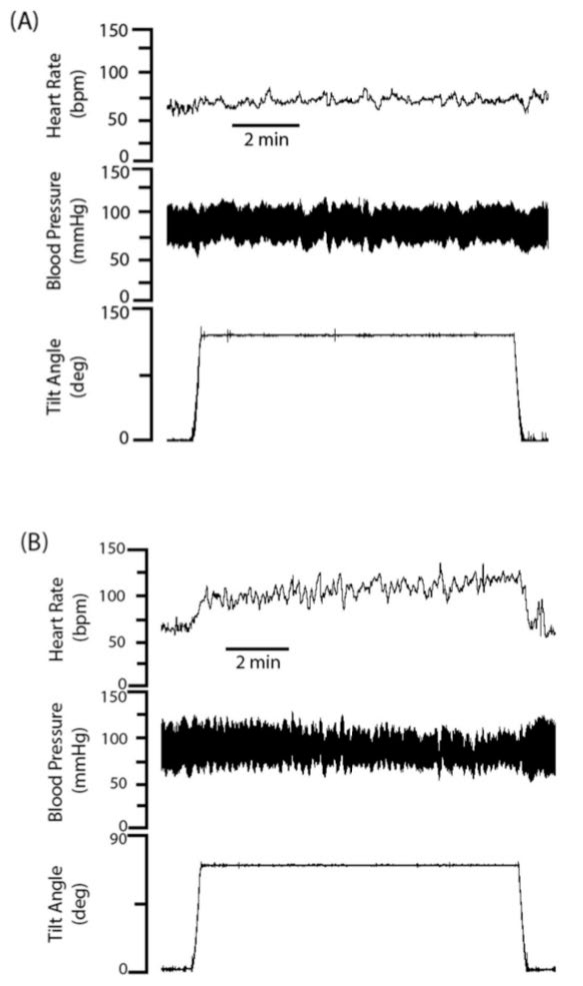 (A)
150
100
50
0
Heart Rate
(bpm)
2 min
150
100
50
0
Blood Pressure
(mmHg)
150
0
Tilt Angle
(deg)
(B)
150
100
50
0
Heart Rate
(bpm)
2 min
150
100
50
0
Blood Pressure
(mmHg)
90
0
Tilt Angle
(deg)